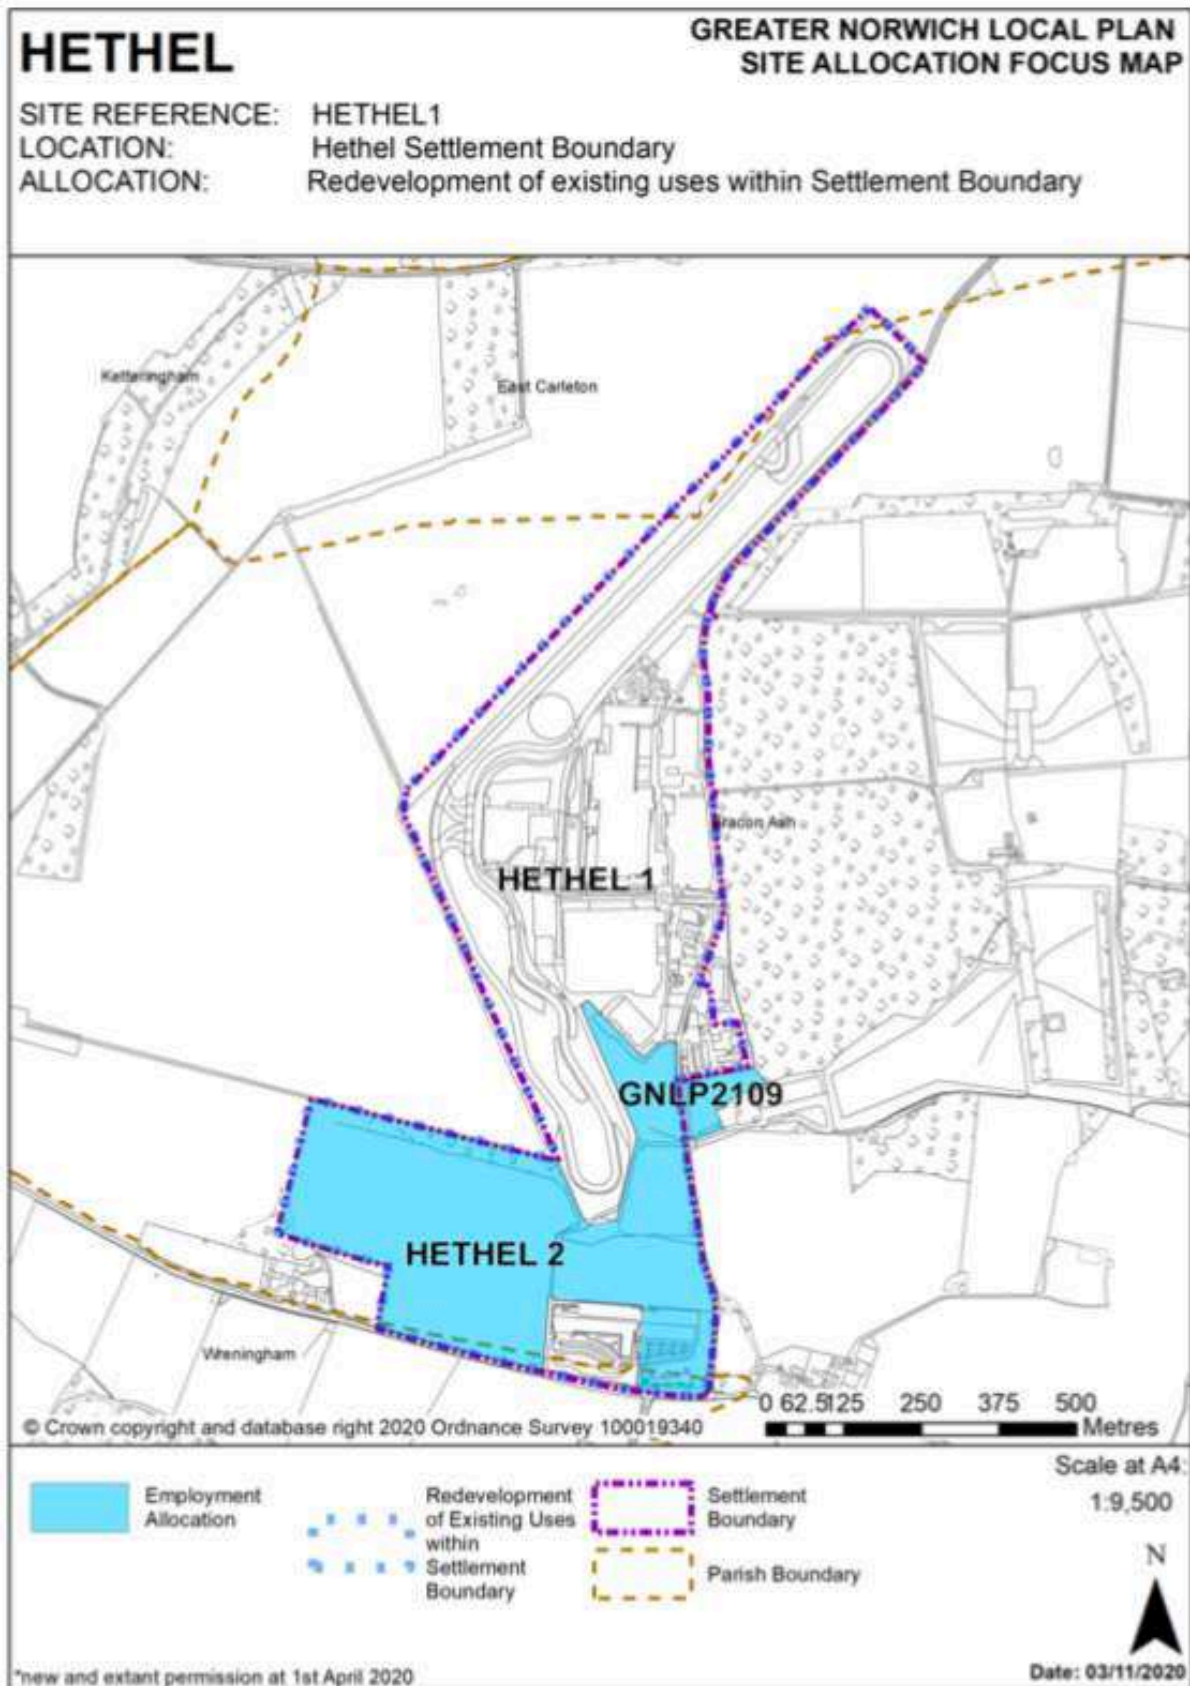 HETHEL
GREATER NORWICH LOCAL PLAN
SITE ALLOCATION FOCUS MAP
SITE REFERENCE: HETHEL1
LOCATION: Hethel Settlement Boundary
ALLOCATION: Redevelopment of existing uses within Settlement Boundary
Ketteringham
East Carleton
Bracon Ash
HETHEL 1
GNLP2109
HETHEL 2
Wreningham
0 62.5125 250 375 500
Metres
© Crown copyright and database right 2020 Ordnance Survey 100019340
Employment
Allocation
Redevelopment
of Existing Uses
within
Settlement
Boundary
Settlement
Boundary
Parish Boundary
Scale at A4:
1:9,500
N
*new and extant permission at 1st April 2020
Date: 03/11/2020